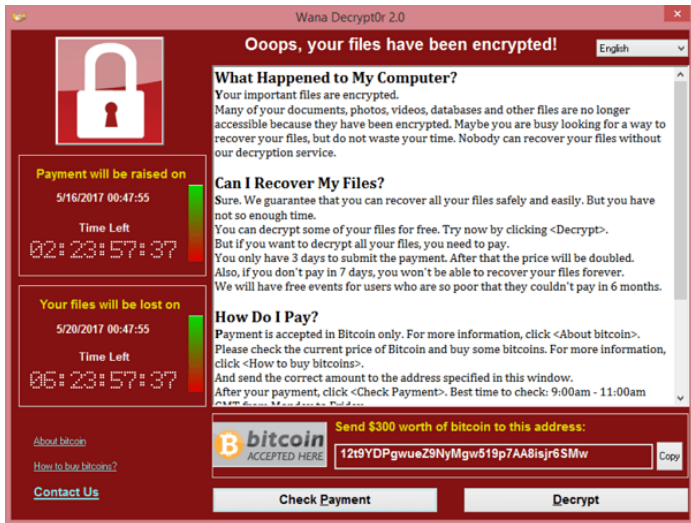 Wana Decrypt0r 2.0
Ooops, your files have been encrypted!
English
What Happened to My Computer?
Your important files are encrypted.
Many of your documents, photos, videos, databases and other files are no longer
accessible because they have been encrypted. Maybe you are busy looking for a way to
recover your files, but do not waste your time. Nobody can recover your files without
our decryption service.
Can I Recover My Files?
Sure. We guarantee that you can recover all your files safely and easily. But you have
not so enough time.
You can decrypt some of your files for free. Try now by clicking <Decrypt>.
But if you want to decrypt all your files, you need to pay.
You only have 3 days to submit the payment. After that the price will be doubled.
Also, if you don't pay in 7 days, you won't be able to recover your files forever.
We will have free events for users who are so poor that they couldn't pay in 6 months.
How Do I Pay?
Payment is accepted in Bitcoin only. For more information, click <About bitcoin>.
Please check the current price of Bitcoin and buy some bitcoins. For more information,
click <How to buy bitcoins>.
And send the correct amount to the address specified in this window.
After your payment, click <Check Payment>. Best time to check: 9:00am - 11:00am
GMT from Monday to Friday.
Payment will be raised on
5/16/2017 00:47:55
Time Left
02:23:57:37
Your files will be lost on
5/20/2017 00:47:55
Time Left
06:23:57:37
About bitcoin
How to buy bitcoins?
Contact Us
bitcoin
ACCEPTED HERE
Send $300 worth of bitcoin to this address:
12t9YDPgwueZ9NyMgw519p7AA8isjr6SMw
Copy
Check Payment
Decrypt